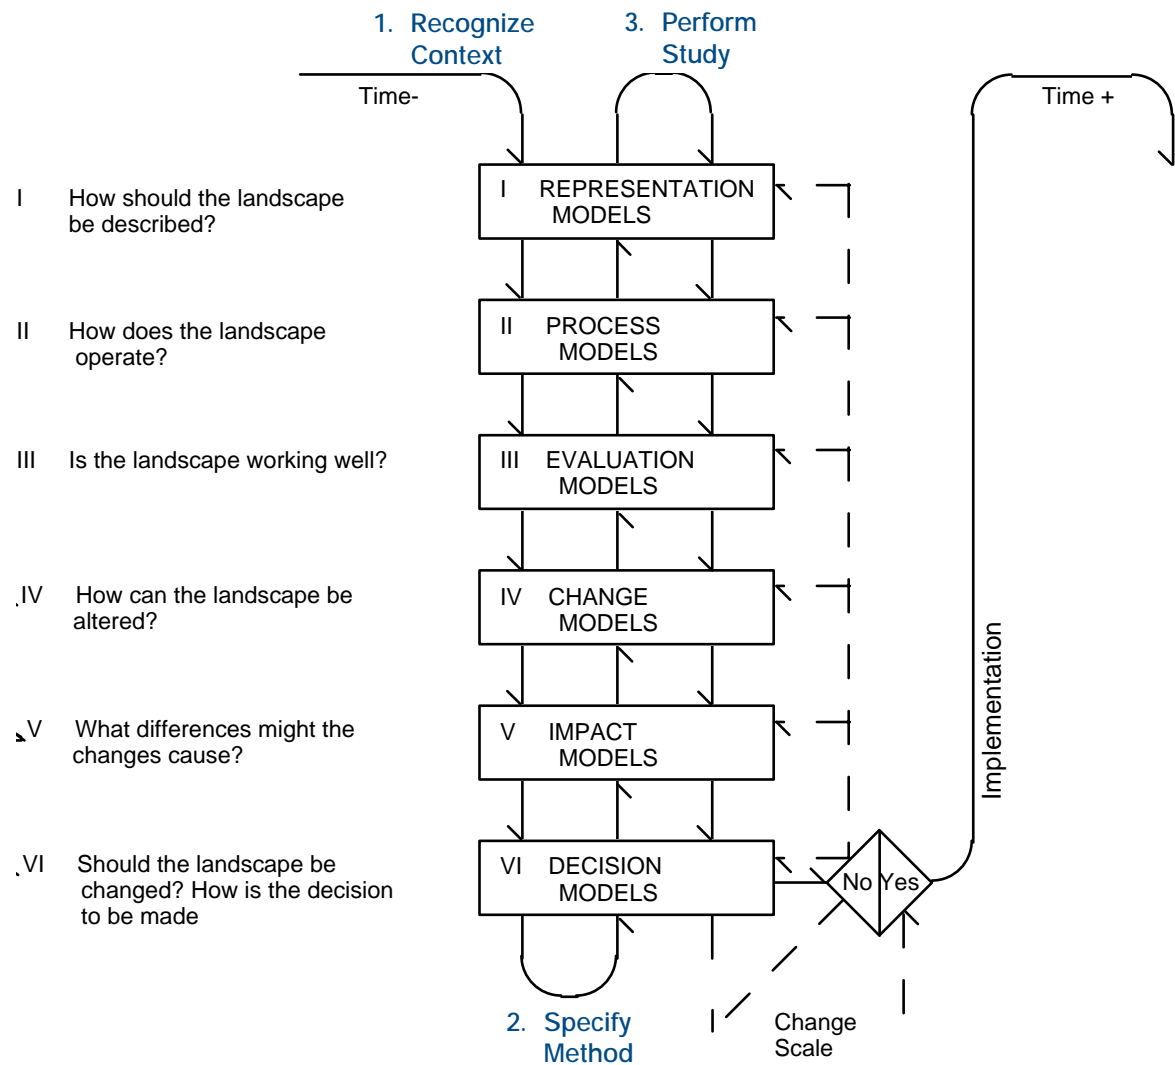 1. Recognize
Context
3. Perform
Study
Time-
Time +
I How should the landscape
be described?
I REPRESENTATION
MODELS
II How does the landscape
operate?
II PROCESS
MODELS
III Is the landscape working well?
III EVALUATION
MODELS
IV How can the landscape be
altered?
IV CHANGE
MODELS
Implementation
V What differences might the
changes cause?
V IMPACT
MODELS
VI Should the landscape be
changed? How is the decision
to be made
VI DECISION
MODELS
No Yes
2. Specify
Method
Change
Scale